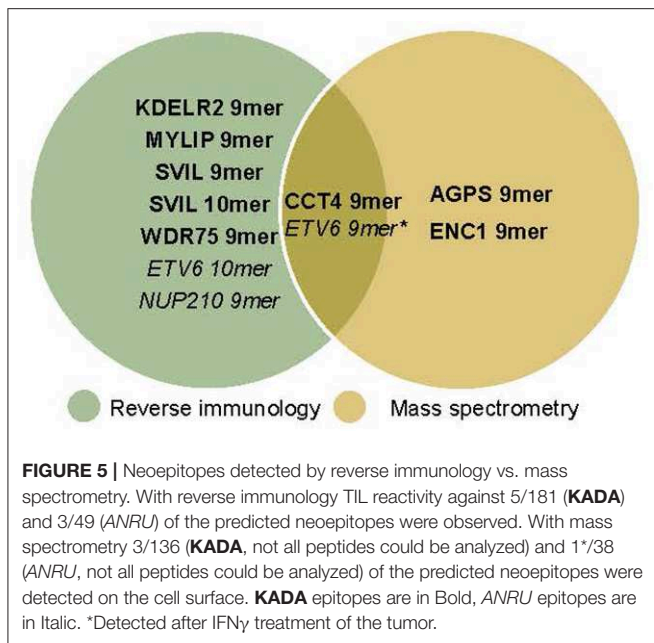 KDELR2 9mer
MYLIP 9mer
SVIL 9mer
SVIL 10mer
WDR75 9mer
ETV6 10mer
NUP210 9mer
CCT4 9mer
ETV6 9mer*
AGPS 9mer
ENC1 9mer
Reverse immunology
Mass spectrometry
FIGURE 5 | Neoepitopes detected by reverse immunology vs. mass
spectrometry. With reverse immunology TIL reactivity against 5/181 (KADA)
and 3/49 (ANRU) of the predicted neoepitopes were observed. With mass
spectrometry 3/136 (KADA, not all peptides could be analyzed) and 1*/38
(ANRU, not all peptides could be analyzed) of the predicted neoepitopes were
detected on the cell surface. KADA epitopes are in Bold, ANRU epitopes are
in Italic. *Detected after IFNγ treatment of the tumor.